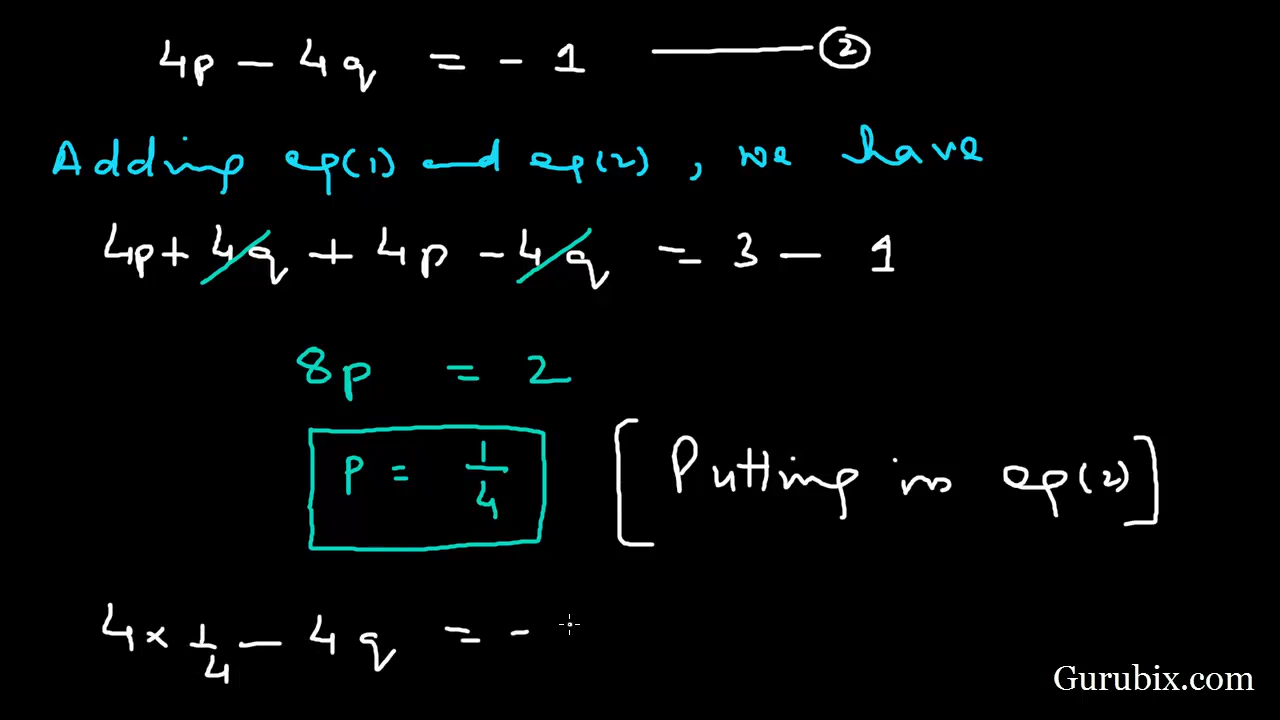 4p - 4q = - 1 ——— ②
Adding eq(1) and eq(2), we have
4p + 4q + 4p - 4q = 3 - 1
8p = 2
P = 1/4 [Putting in eq(2)]
4 × 1/4 - 4q = -
Gurubix.com